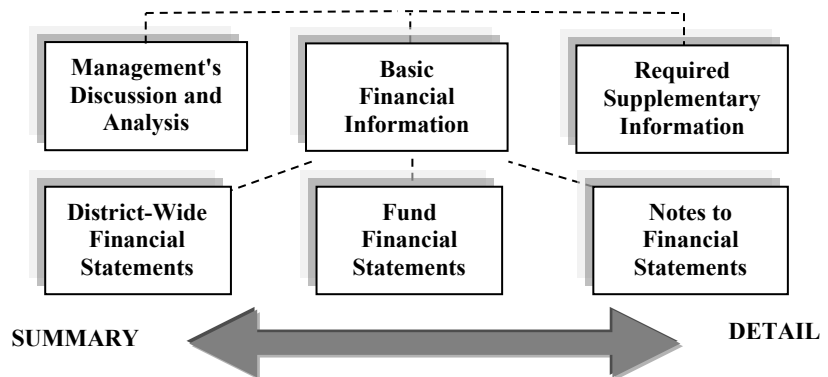 Management's
Discussion and
Analysis
Basic
Financial
Information
Required
Supplementary
Information
District-Wide
Financial
Statements
Fund
Financial
Statements
Notes to
Financial
Statements
SUMMARY
DETAIL